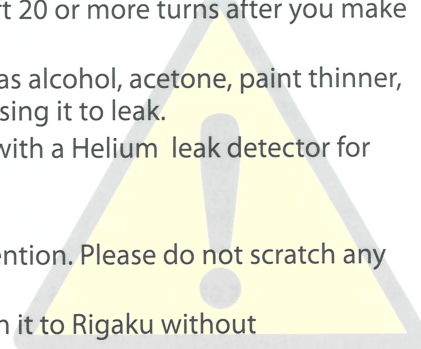 rt 20 or more turns after you make
as alcohol, acetone, paint thinner,
sing it to leak.
with a Helium leak detector for
ention. Please do not scratch any
n it to Rigaku without